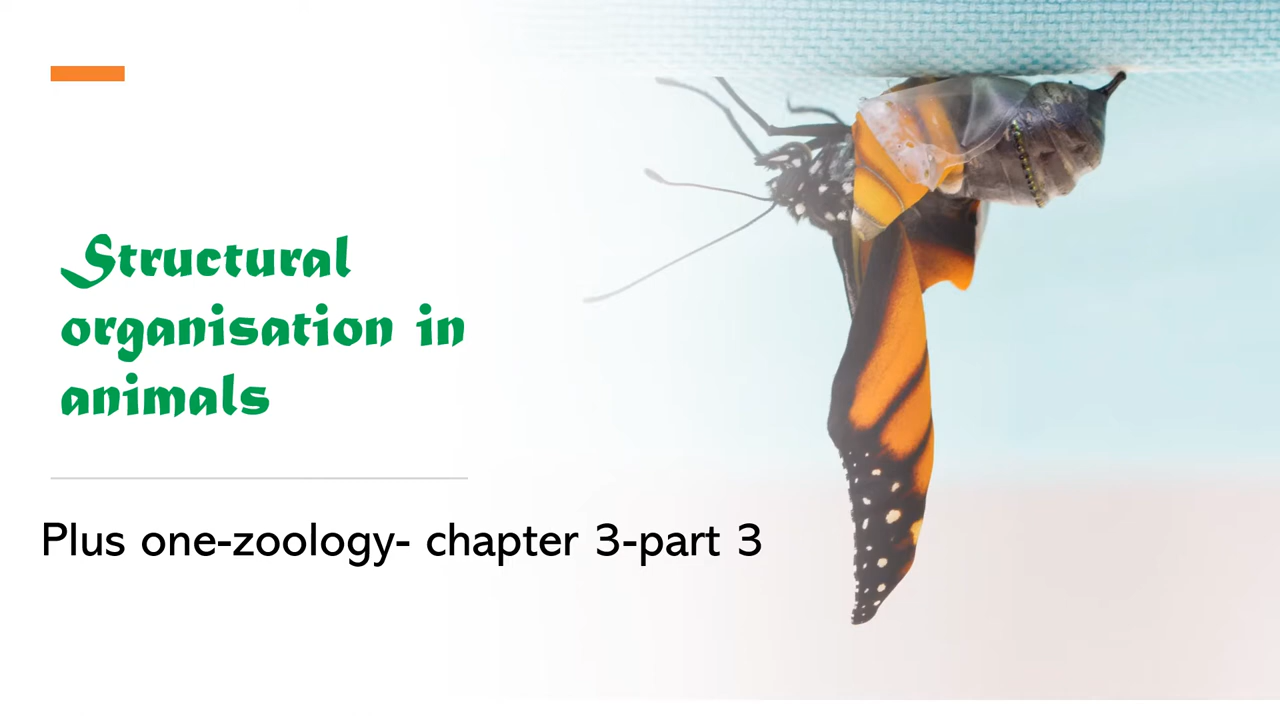 Structural
organisation in
animals
Plus one-zoology- chapter 3-part 3